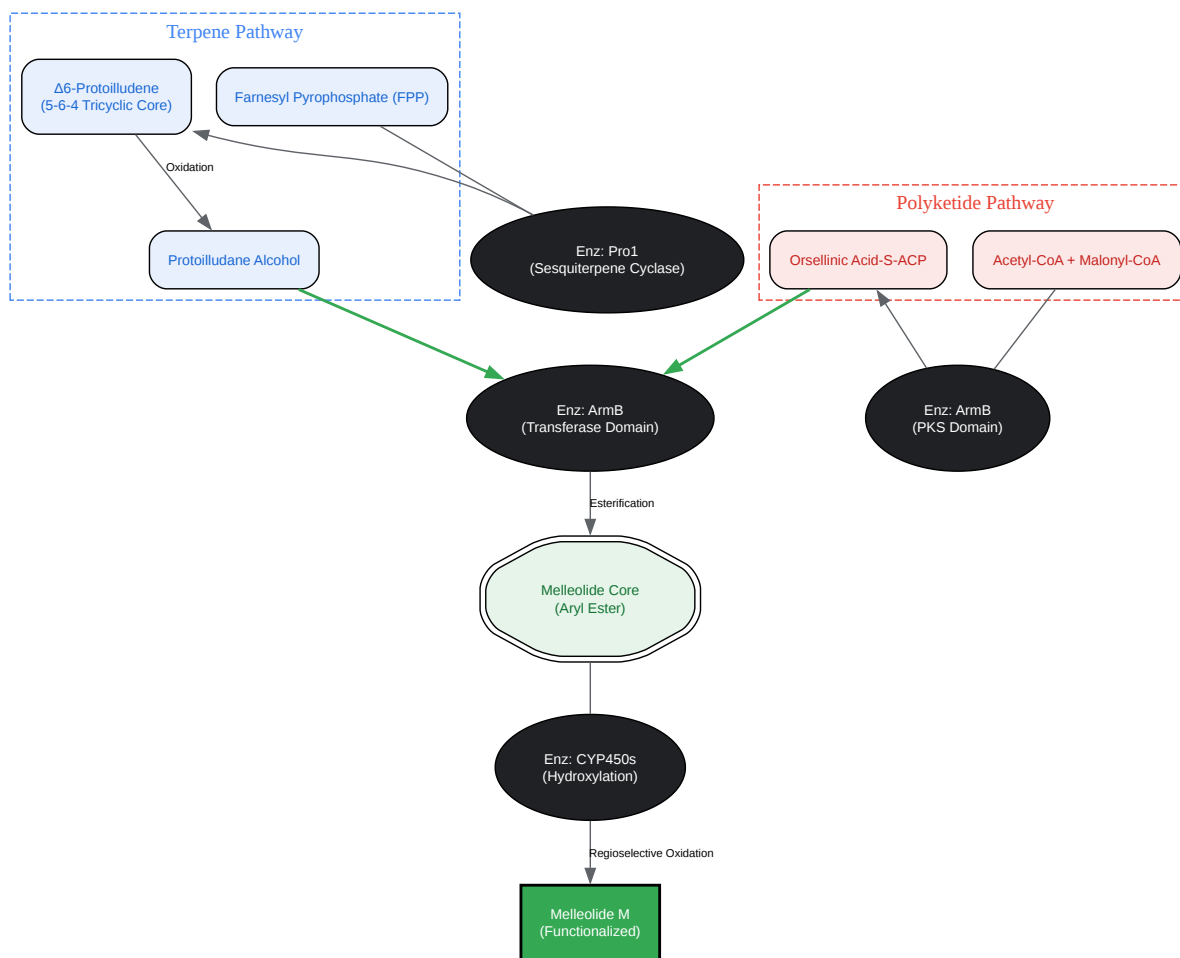 Terpene Pathway
Δ6-Protoilludene
(5-6-4 Tricyclic Core)
Farnesyl Pyrophosphate (FPP)
Oxidation
Protoilludane Alcohol
Enz: Pro1
(Sesquiterpene Cyclase)
Polyketide Pathway
Orsellinic Acid-S-ACP
Acetyl-CoA + Malonyl-CoA
Enz: ArmB
(Transferase Domain)
Enz: ArmB
(PKS Domain)
Esterification
Melleolide Core
(Aryl Ester)
Enz: CYP450s
(Hydroxylation)
Regioselective Oxidation
Melleolide M
(Functionalized)